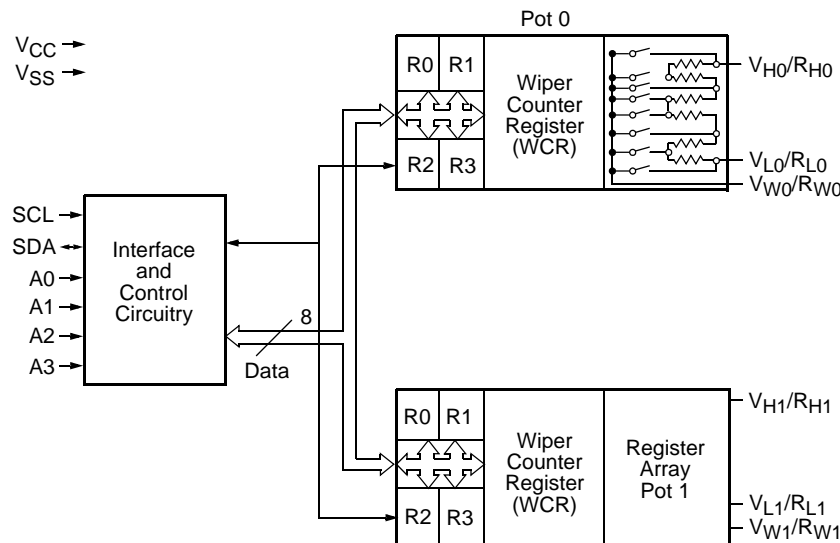 Pot 0
VCC
VSS
R0 R1
R2 R3
Wiper
Counter
Register
(WCR)
VH0/RH0
VL0/RL0
VW0/RW0
SCL
SDA
A0
A1
A2
A3
Interface
and
Control
Circuitry
8
Data
R0 R1
R2 R3
Wiper
Counter
Register
(WCR)
Register
Array
Pot 1
VH1/RH1
VL1/RL1
VW1/RW1